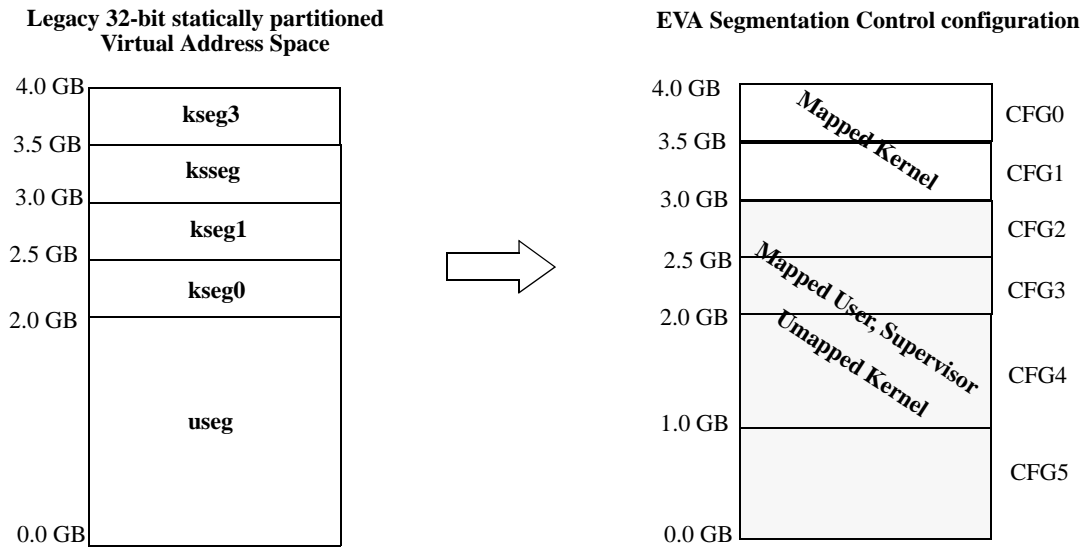 Legacy 32-bit statically partitioned
Virtual Address Space
4.0 GB
kseg3
3.5 GB
ksseg
3.0 GB
kseg1
2.5 GB
kseg0
2.0 GB
useg
0.0 GB
EVA Segmentation Control configuration
4.0 GB
Mapped Kernel
CFG0
3.5 GB
CFG1
3.0 GB
CFG2
2.5 GB
Mapped User, Supervisor
CFG3
2.0 GB
Umapped Kernel
CFG4
1.0 GB
CFG5
0.0 GB